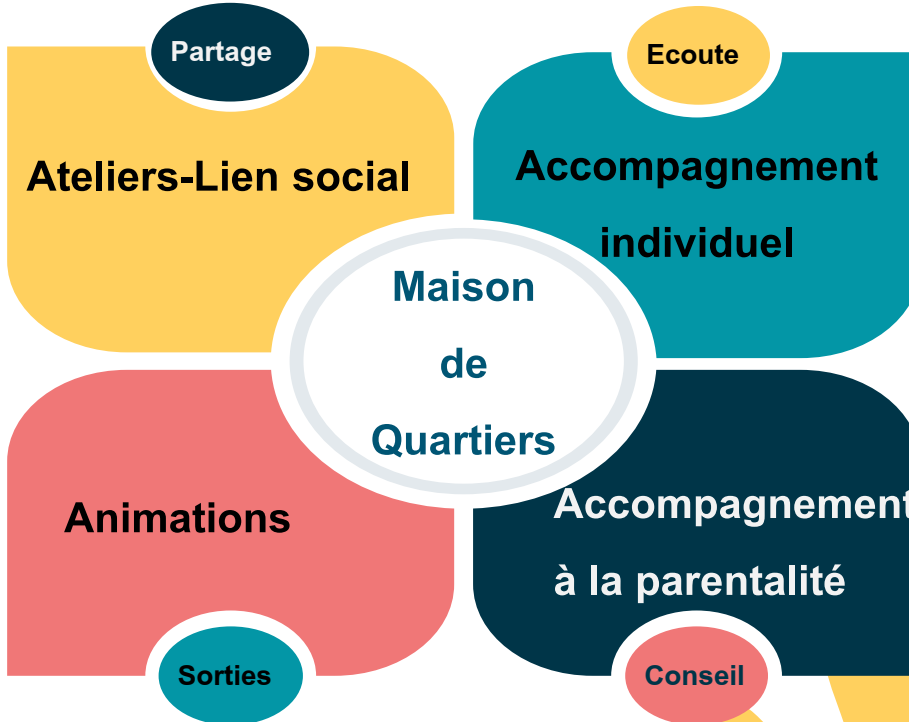 Partage
Ecoute
Ateliers-Lien social
Accompagnement
individuel
Maison
de
Quartiers
Animations
Accompagnement
à la parentalité
Sorties
Conseil